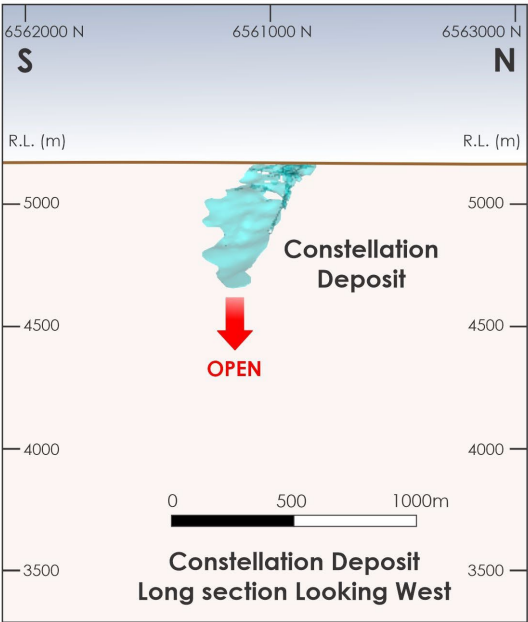 6562000 N 6561000 N 6563000 N
S N
R.L. (m) R.L. (m)
5000 5000
Constellation
Deposit
4500 4500
OPEN
4000 4000
0 500 1000m
3500 3500
Constellation Deposit
Long section Looking West